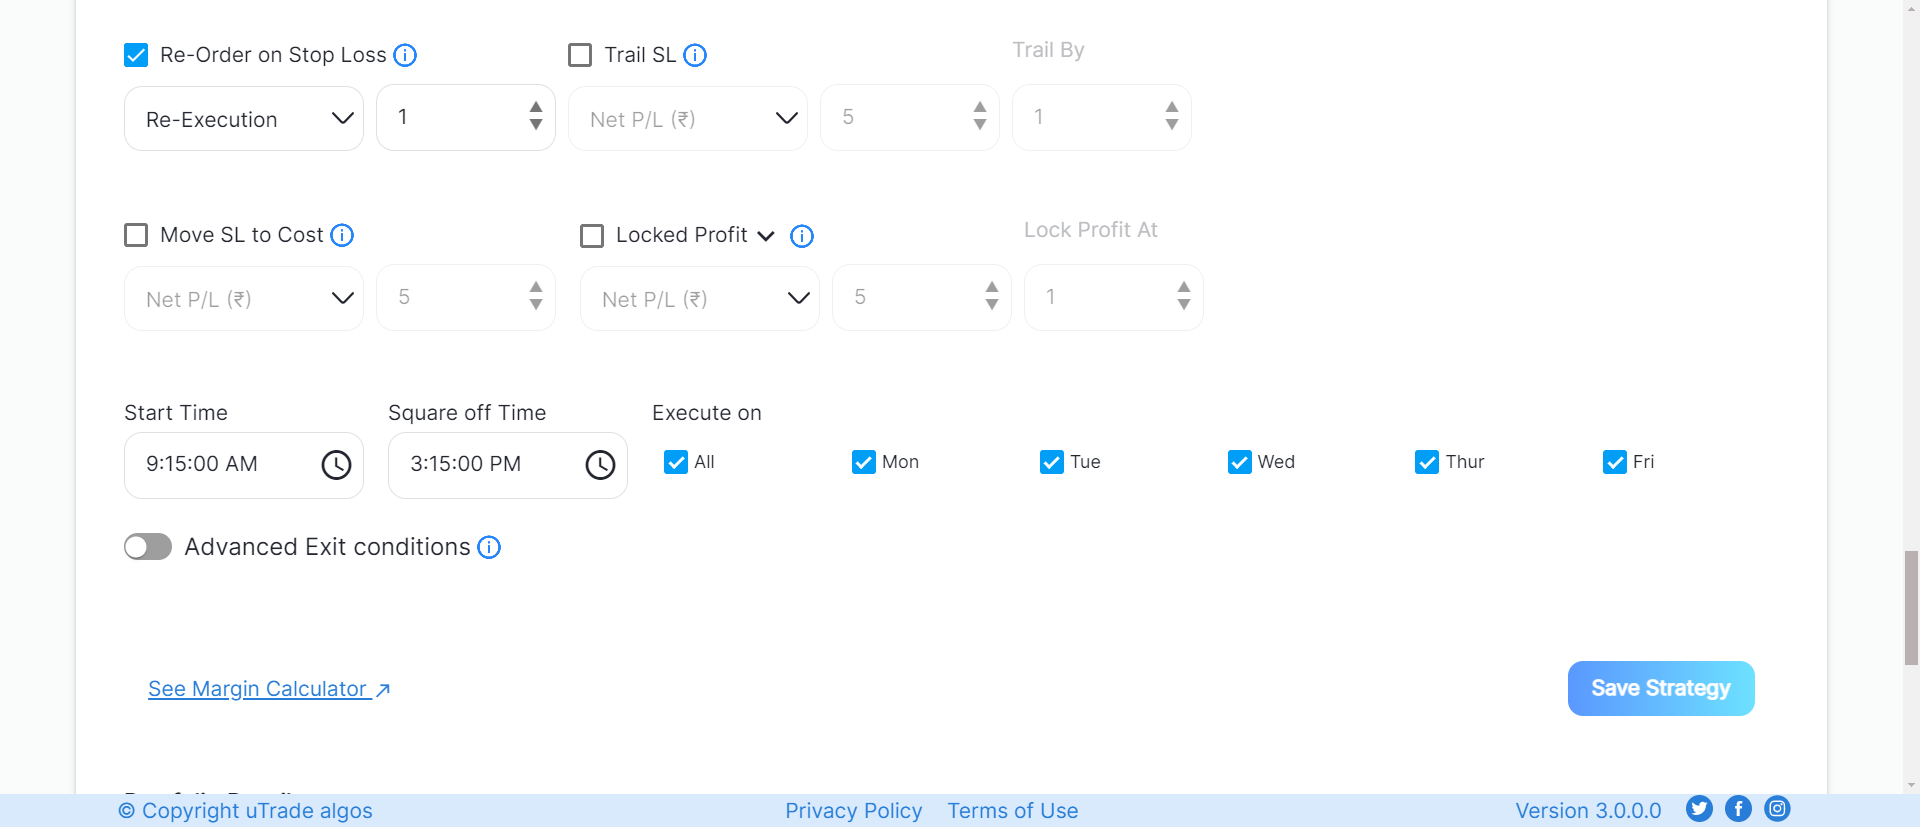 Re-Order on Stop Loss
Trail SL
Trail By
Re-Execution
1
Net P/L (₹)
5
1
Move SL to Cost
Locked Profit
Lock Profit At
Net P/L (₹)
5
Net P/L (₹)
5
1
Start Time
Square off Time
Execute on
9:15:00 AM
3:15:00 PM
All
Mon
Tue
Wed
Thur
Fri
Advanced Exit conditions
See Margin Calculator
Save Strategy
© Copyright uTrade algos
Privacy Policy
Terms of Use
Version 3.0.0.0